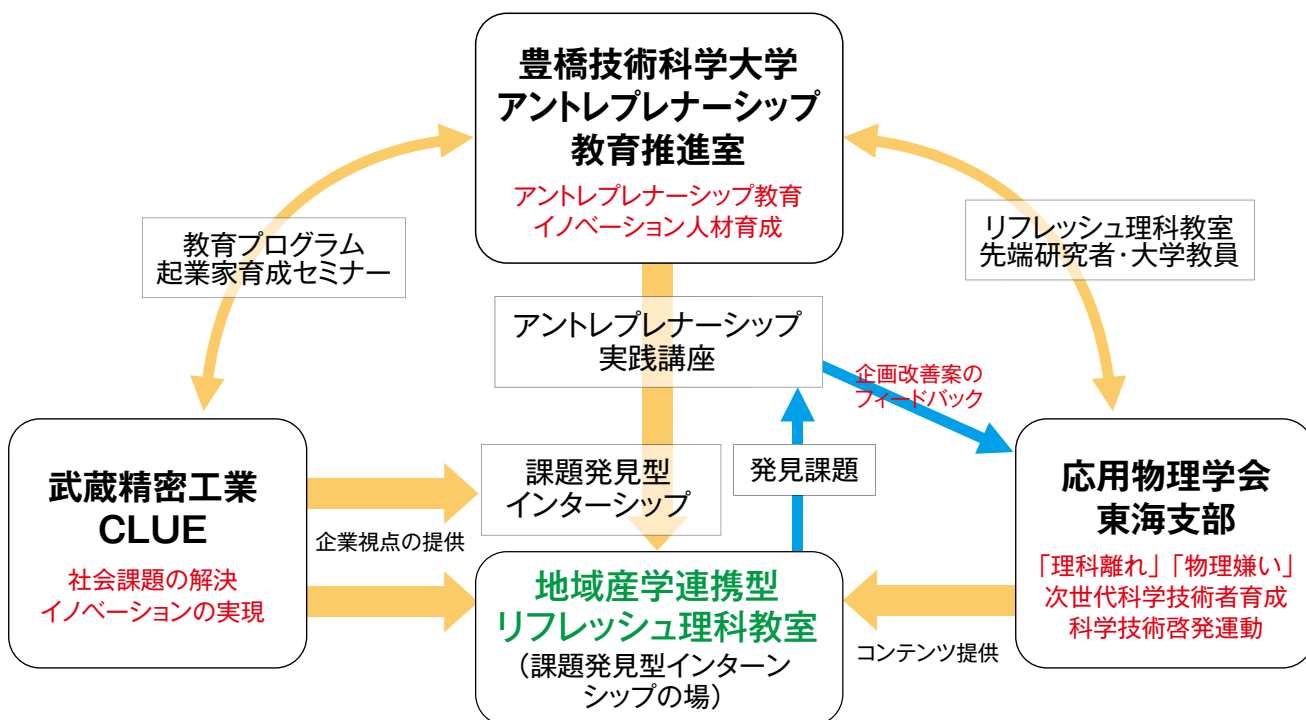 豊橋技術科学大学
アントレプレナーシップ
教育推進室
アントレプレナーシップ教育
イノベーション人材育成
教育プログラム
起業家育成セミナー
リフレッシュ理科教室
先端研究者・大学教員
アントレプレナーシップ
実践講座
企画改善案の
フィードバック
武蔵精密工業
CLUE
社会課題の解決
イノベーションの実現
企業視点の提供
課題発見型
インターシップ
発見課題
応用物理学会
東海支部
「理科離れ」「物理嫌い」
次世代科学技術者育成
科学技術啓発運動
地域産学連携型
リフレッシュ理科教室
（課題発見型インターン
シップの場）
コンテンツ提供